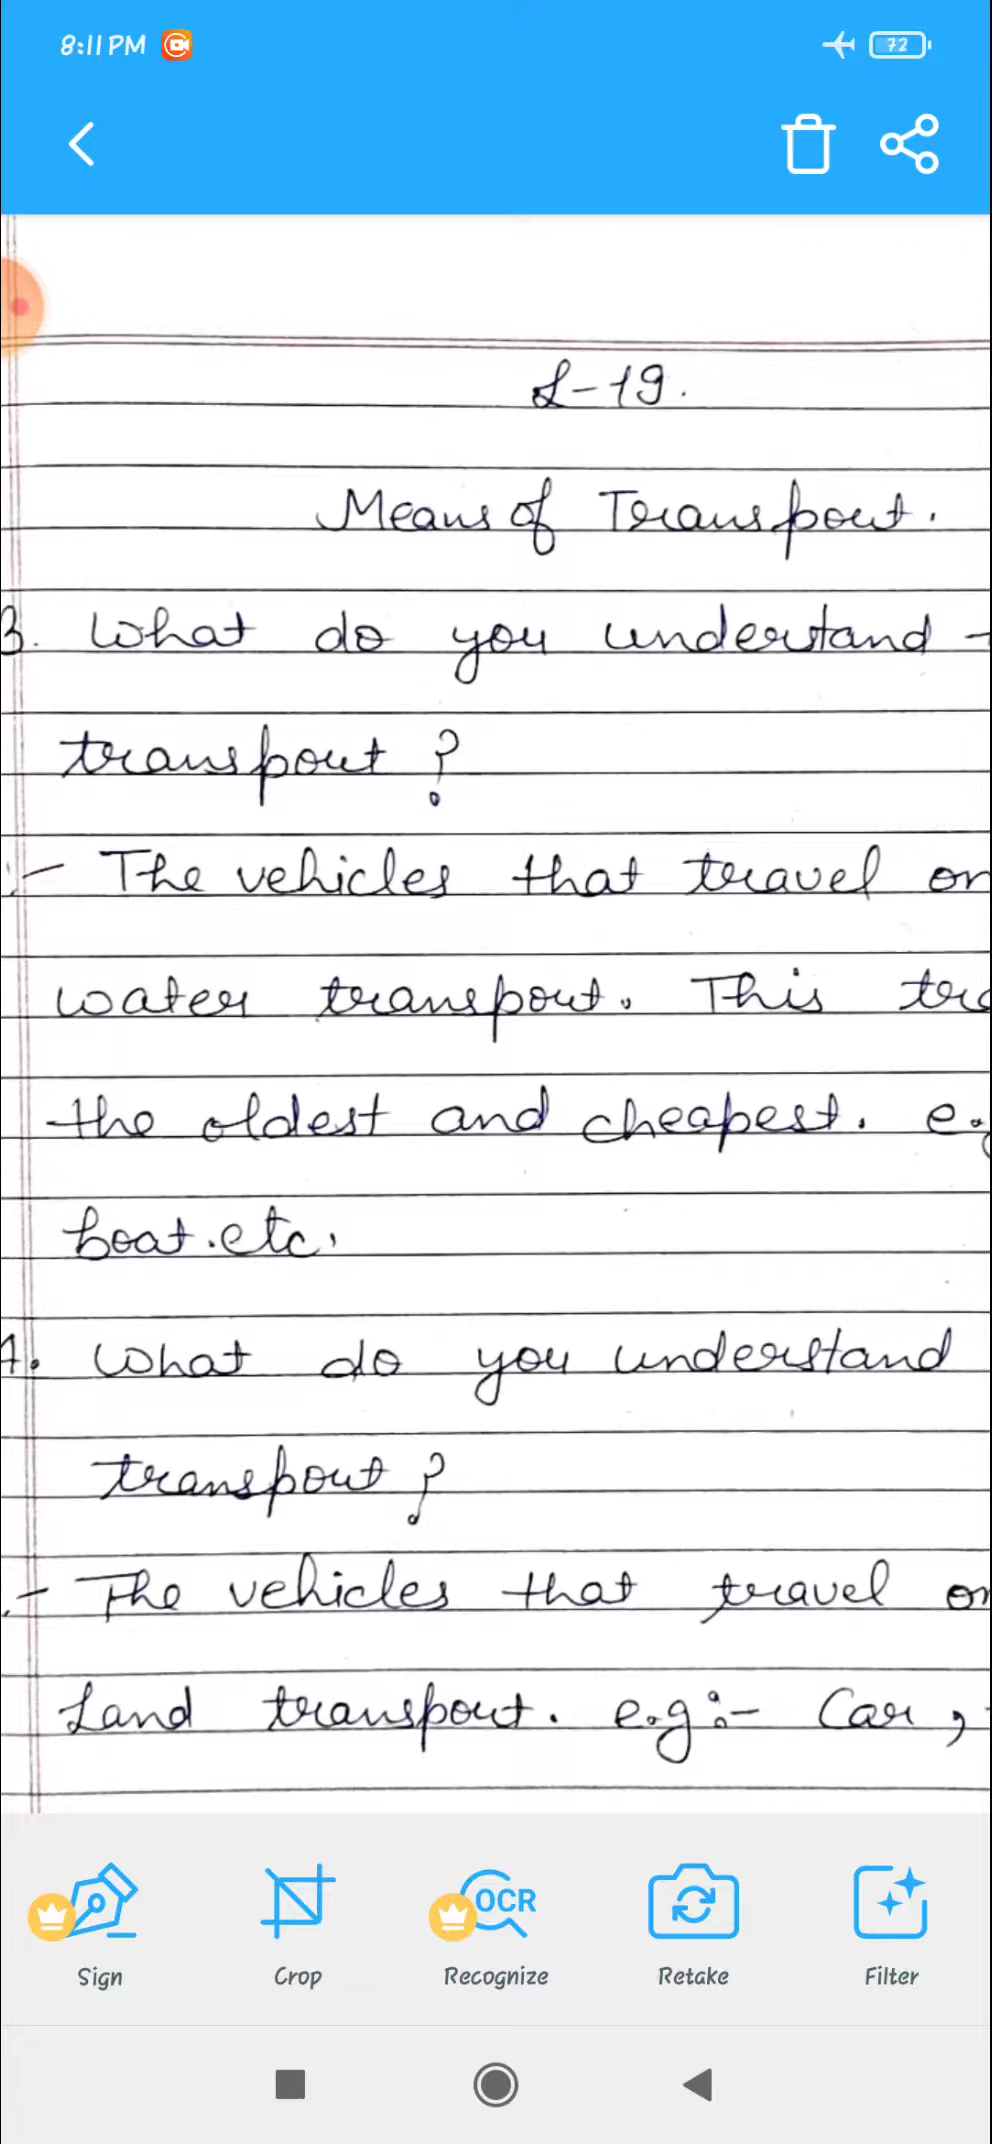 8:11 PM
72
L-19.
Means of Transport.
3. What do you understand
transport ?
:- The vehicles that travel on
water transport. This tra
the oldest and cheapest. e.g
boat.etc.
4. What do you understand
transport ?
:- The vehicles that travel on
Land transport. e.g:- Car,
OCR
Sign
Crop
Recognize
Retake
Filter